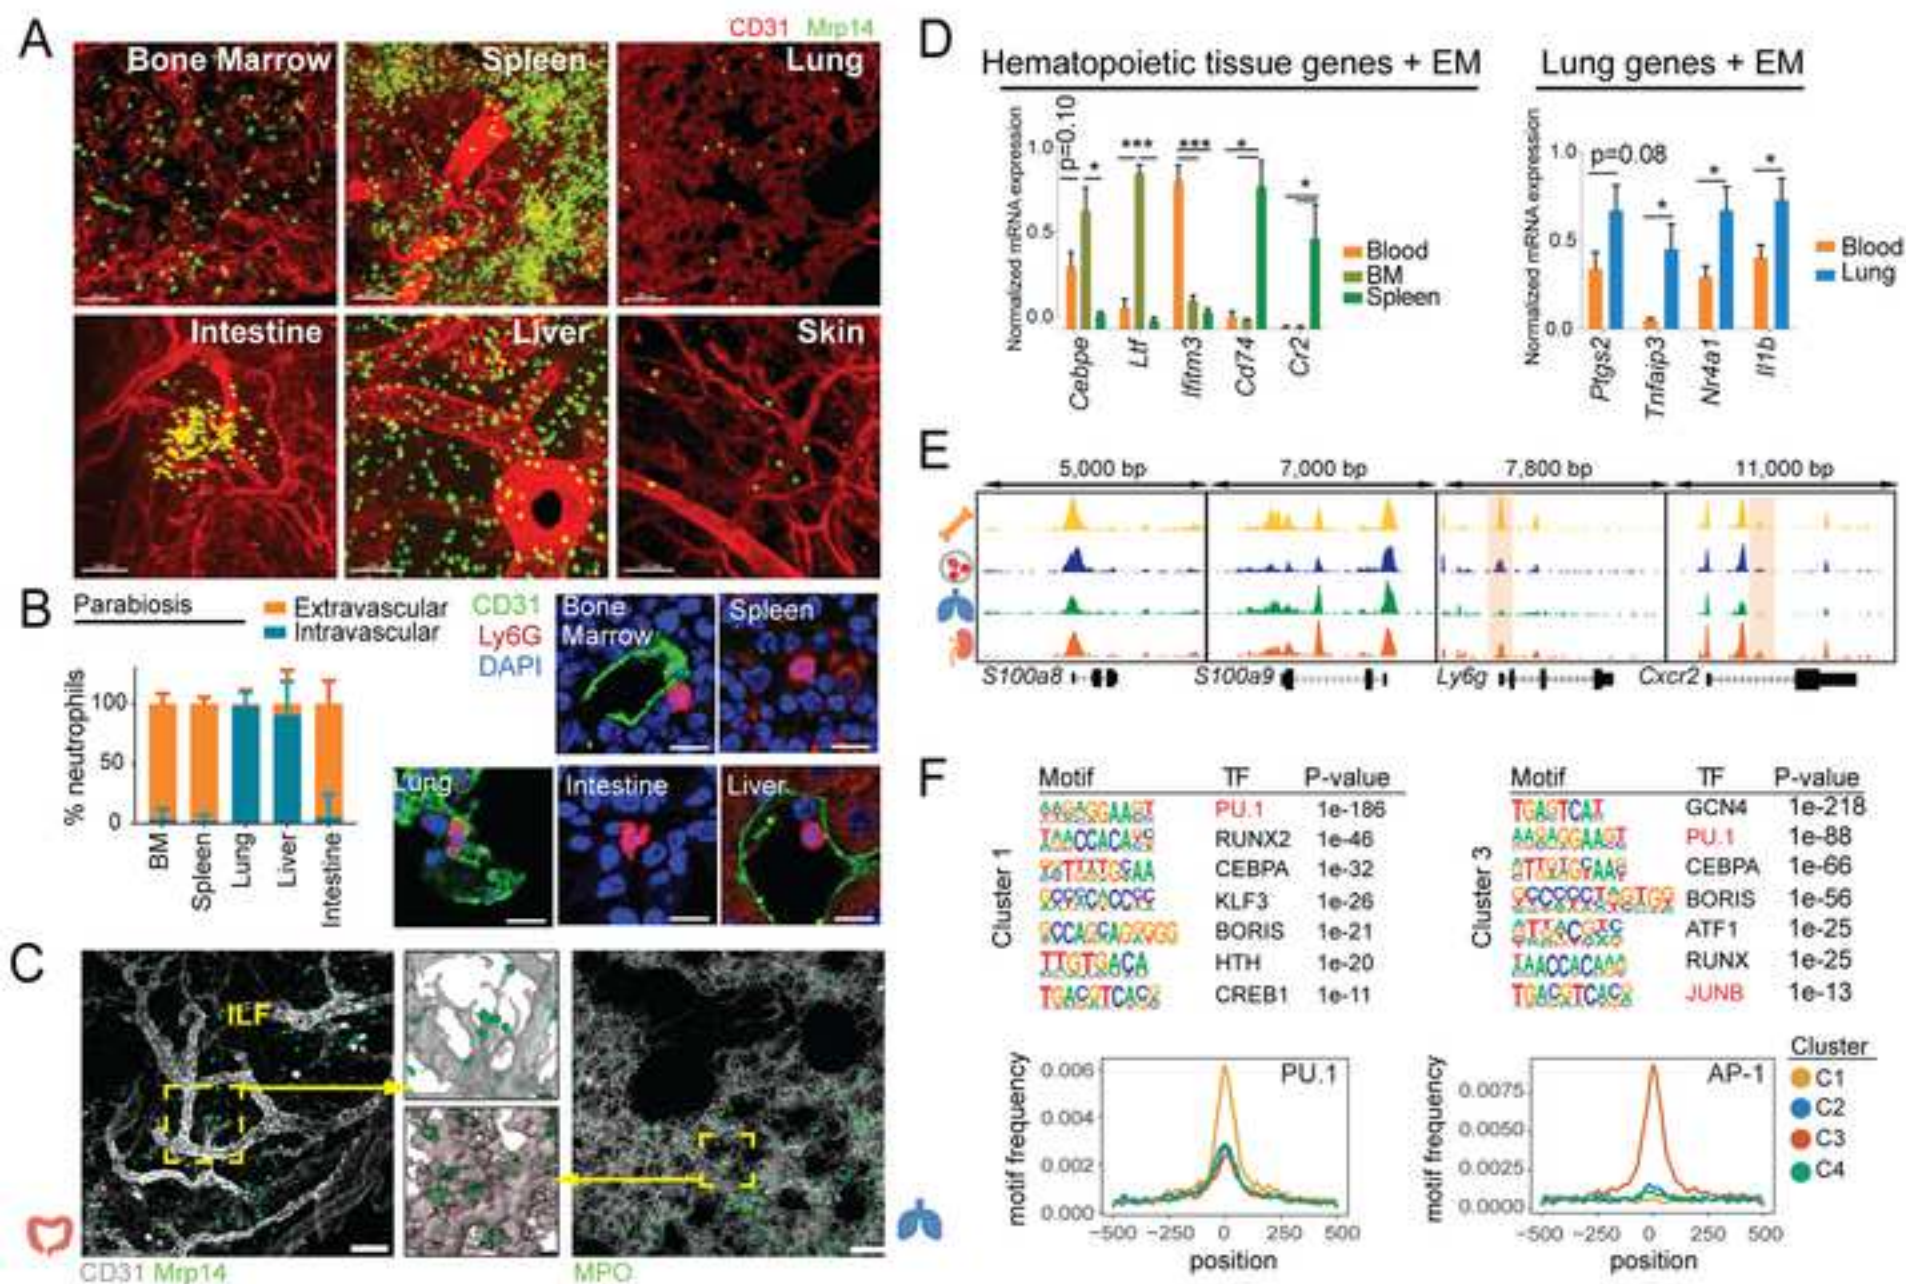 A
CD31 Mrp14
Bone Marrow
Spleen
Lung
Intestine
Liver
Skin
B
Parabiosis
Extravascular
Intravascular
% neutrophils
100
50
0
BM
Spleen
Lung
Liver
Intestine
CD31
Ly6G
DAPI
Bone
Marrow
Spleen
Lung
Intestine
Liver
C
ILF
CD31 Mrp14
MPO
D
Hematopoietic tissue genes + EM
Normalized mRNA expression
1.0
0.5
0.0
p=0.10
*
***
***
*
*
Cebpe
Ltf
Ifitm3
Cd74
Cr2
Blood
BM
Spleen
Lung genes + EM
Normalized mRNA expression
1.0
0.5
0.0
p=0.08
*
*
*
Ptgs2
Tnfaip3
Nr4a1
Il1b
Blood
Lung
E
5,000 bp
7,000 bp
7,800 bp
11,000 bp
S100a8
S100a9
Ly6g
Cxcr2
F
Cluster 1
Motif TF P-value
PU.1 1e-186
RUNX2 1e-46
CEBPA 1e-32
KLF3 1e-26
BORIS 1e-21
HTH 1e-20
CREB1 1e-11
Cluster 3
Motif TF P-value
TGAGTCAT GCN4 1e-218
PU.1 1e-88
CEBPA 1e-66
BORIS 1e-56
ATF1 1e-25
RUNX 1e-25
JUNB 1e-13
motif frequency
0.006
0.004
0.002
0.000
PU.1
−500 −250 0 250 500
position
motif frequency
0.0075
0.0050
0.0025
0.0000
AP-1
−500 −250 0 250 500
position
Cluster
C1
C2
C3
C4